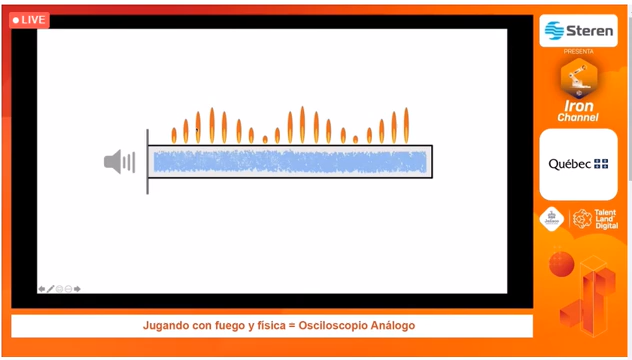 LIVE
Steren
PRESENTA
Iron
Channel
Québec
Talent
Land
Digital
Jugando con fuego y física = Osciloscopio Análogo